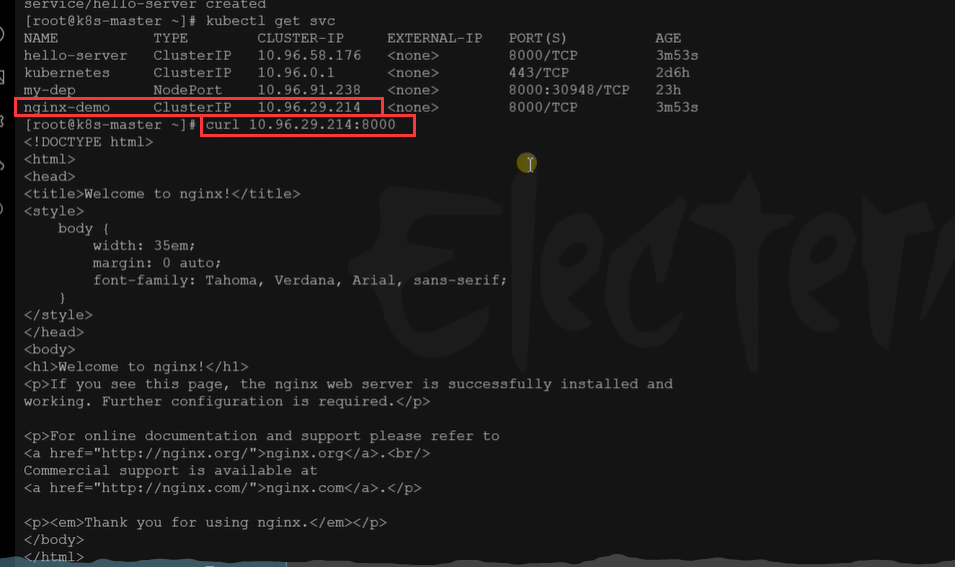 service/hello-server created
[root@k8s-master ~]# kubectl get svc
NAME           TYPE        CLUSTER-IP     EXTERNAL-IP   PORT(S)          AGE
hello-server   ClusterIP   10.96.58.176   <none>        8000/TCP         3m53s
kubernetes     ClusterIP   10.96.0.1      <none>        443/TCP          2d6h
my-dep         NodePort    10.96.91.238   <none>        8000:30948/TCP   23h
nginx-demo     ClusterIP   10.96.29.214   <none>        8000/TCP         3m53s
[root@k8s-master ~]# curl 10.96.29.214:8000
<!DOCTYPE html>
<html>
<head>
<title>Welcome to nginx!</title>
<style>
    body {
        width: 35em;
        margin: 0 auto;
        font-family: Tahoma, Verdana, Arial, sans-serif;
    }
</style>
</head>
<body>
<h1>Welcome to nginx!</h1>
<p>If you see this page, the nginx web server is successfully installed and
working. Further configuration is required.</p>

<p>For online documentation and support please refer to
<a href="http://nginx.org/">nginx.org</a>.<br/>
Commercial support is available at
<a href="http://nginx.com/">nginx.com</a>.</p>

<p><em>Thank you for using nginx.</em></p>
</body>
</html>